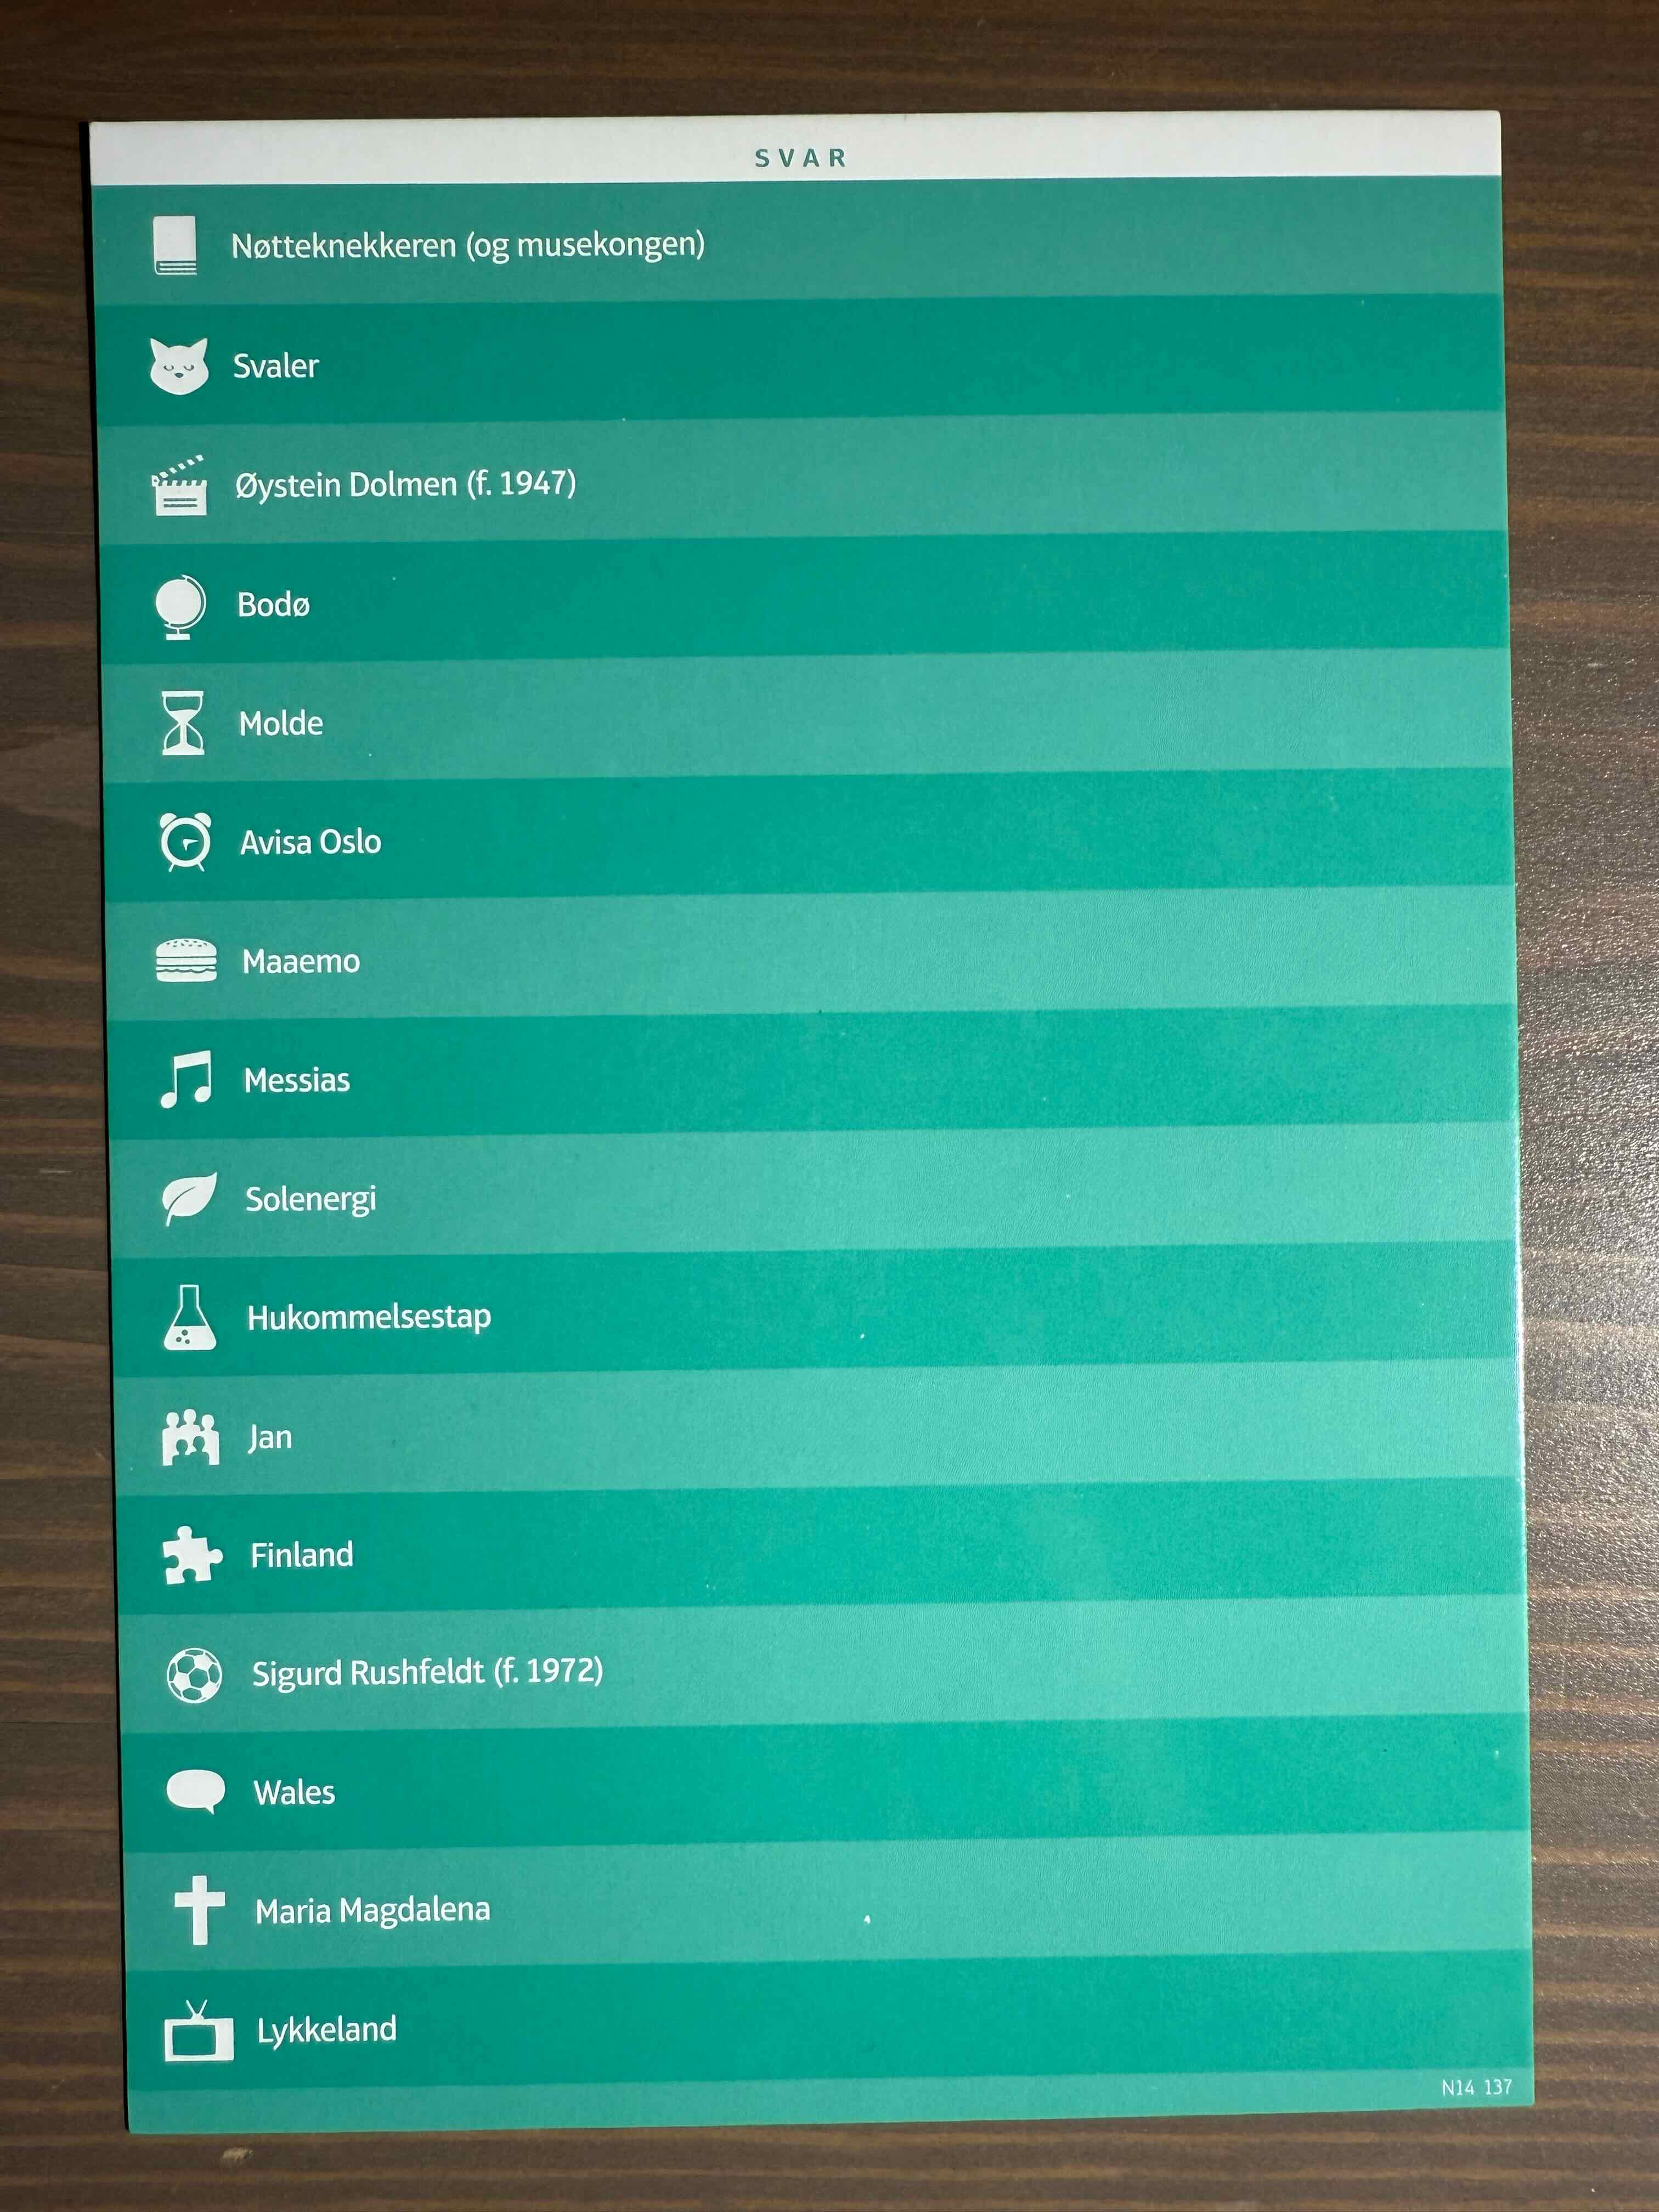 SVAR
Nøtteknekkeren (og musekongen)
Svaler
Øystein Dolmen (f. 1947)
Bodø
Molde
Avisa Oslo
Maaemo
Messias
Solenergi
Hukommelsestap
Jan
Finland
Sigurd Rushfeldt (f. 1972)
Wales
Maria Magdalena
Lykkeland
N14 137